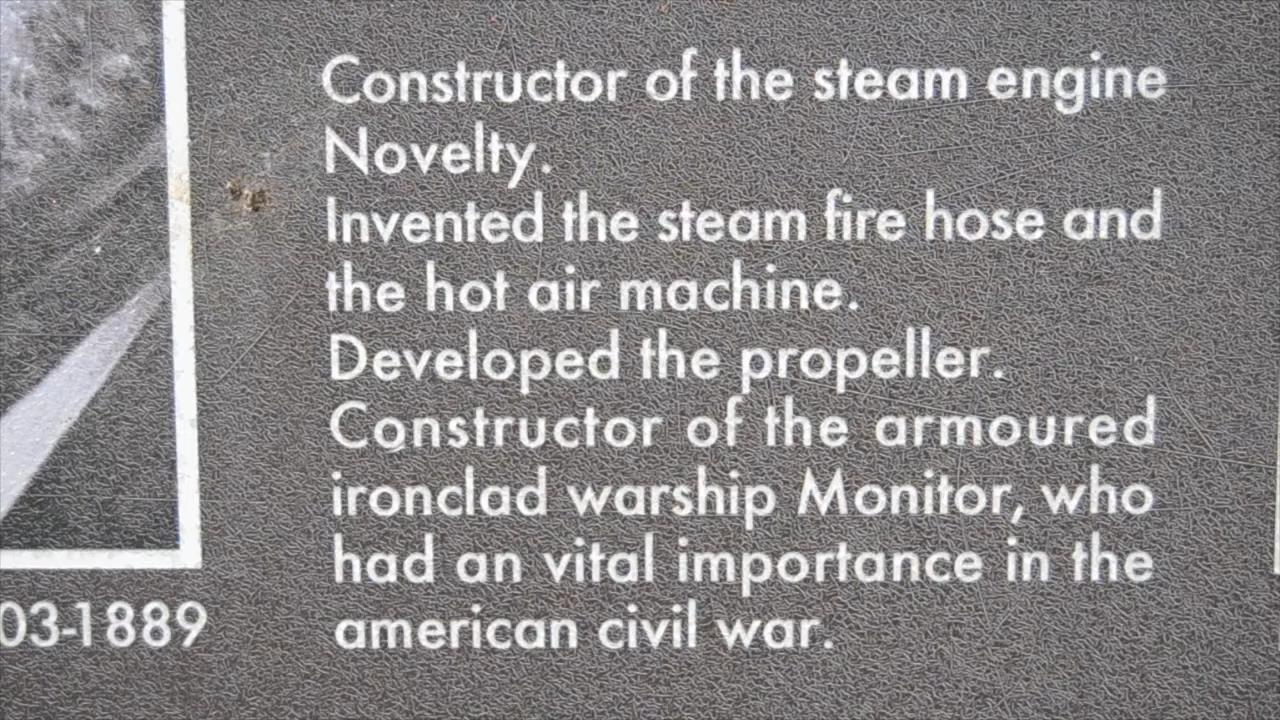 Constructor of the steam engine
Novelty.
Invented the steam fire hose and
the hot air machine.
Developed the propeller.
Constructor of the armoured
ironclad warship Monitor, who
had an vital importance in the
american civil war.
03-1889